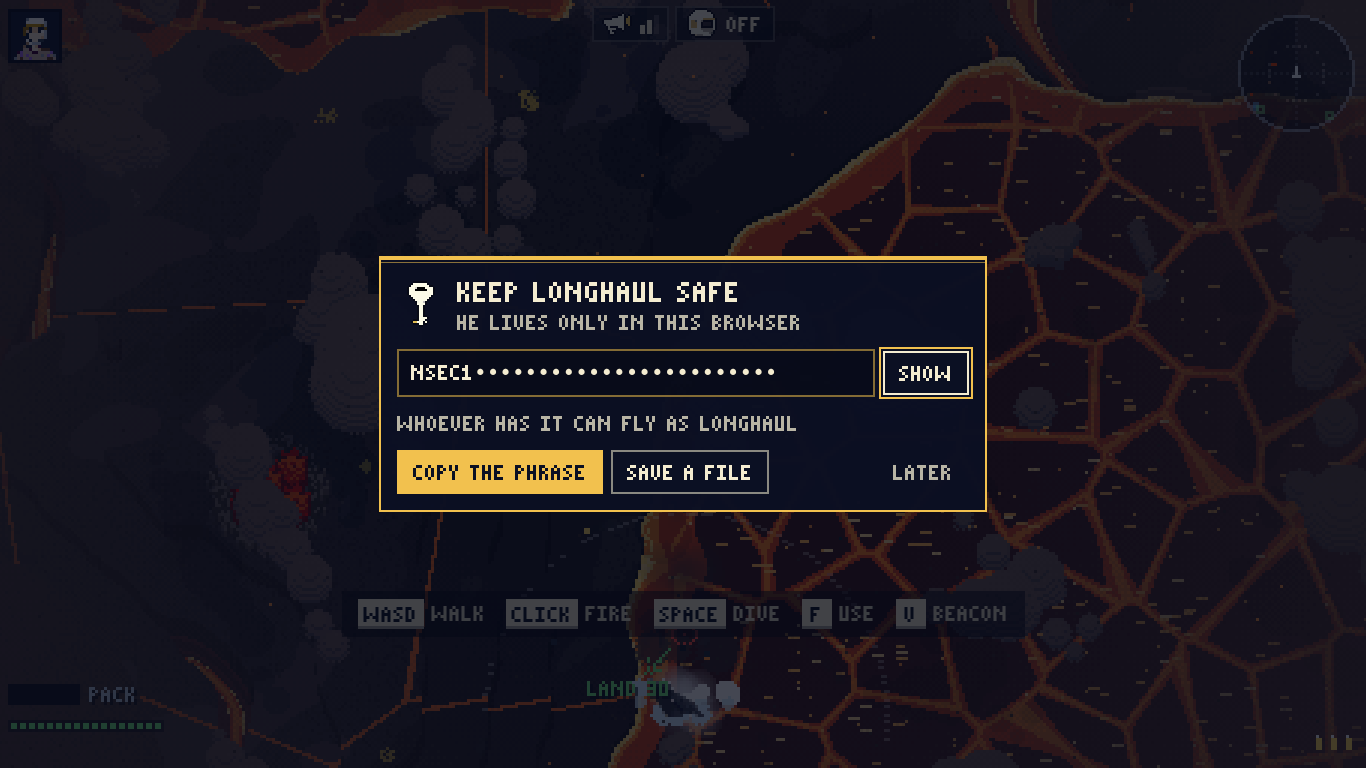 OFF
KEEP LONGHAUL SAFE
HE LIVES ONLY IN THIS BROWSER
NSEC1••••••••••••••••••••••••
SHOW
WHOEVER HAS IT CAN FLY AS LONGHAUL
COPY THE PHRASE
SAVE A FILE
LATER
WASD WALK CLICK FIRE SPACE DIVE F USE U BEACON
LAND
PACK